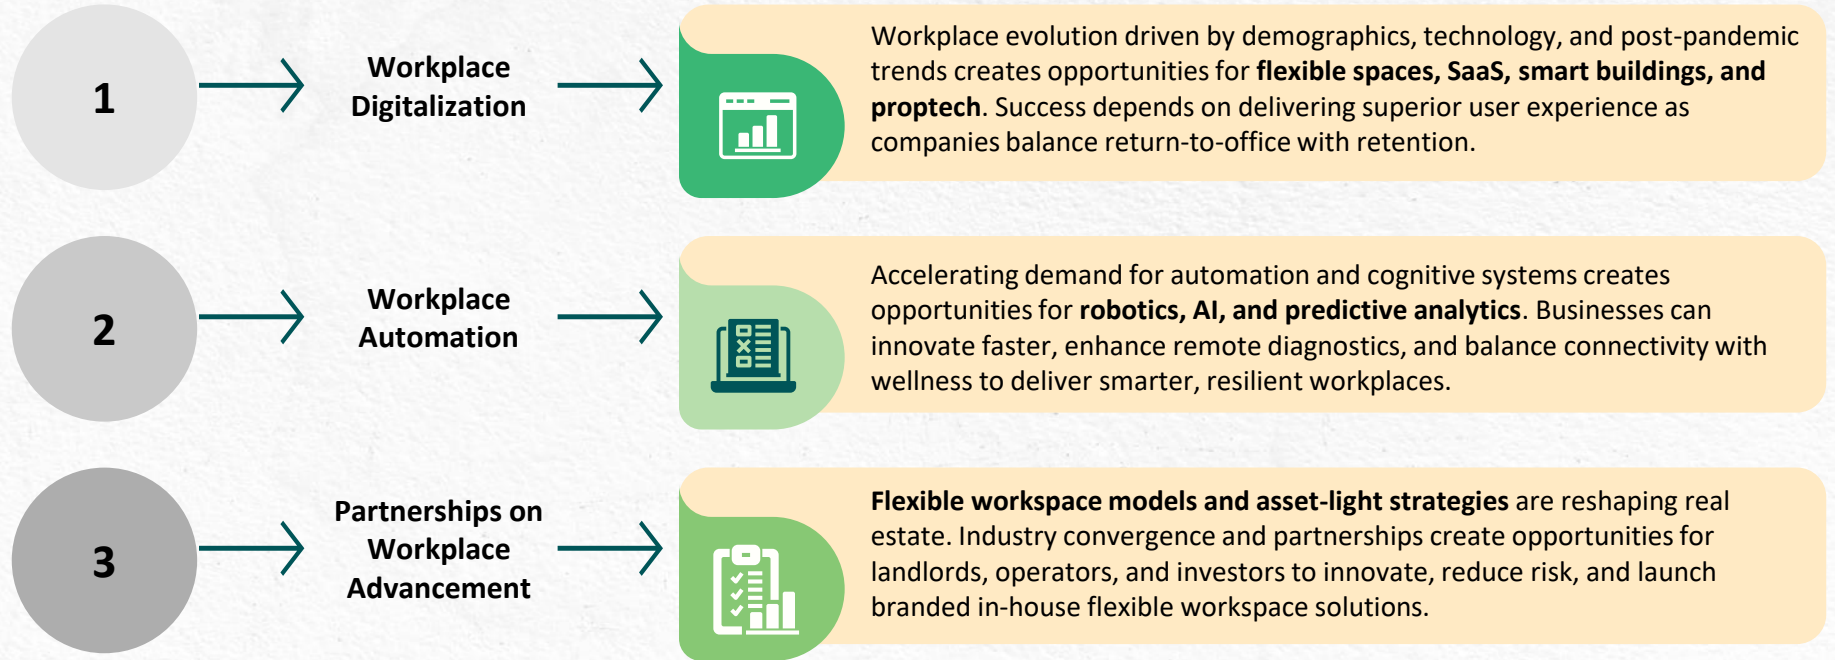 1
Workplace
Digitalization
Workplace evolution driven by demographics, technology, and post-pandemic
trends creates opportunities for flexible spaces, SaaS, smart buildings, and
proptech. Success depends on delivering superior user experience as
companies balance return-to-office with retention.
2
Workplace
Automation
Accelerating demand for automation and cognitive systems creates
opportunities for robotics, AI, and predictive analytics. Businesses can
innovate faster, enhance remote diagnostics, and balance connectivity with
wellness to deliver smarter, resilient workplaces.
3
Partnerships on
Workplace
Advancement
Flexible workspace models and asset-light strategies are reshaping real
estate. Industry convergence and partnerships create opportunities for
landlords, operators, and investors to innovate, reduce risk, and launch
branded in-house flexible workspace solutions.